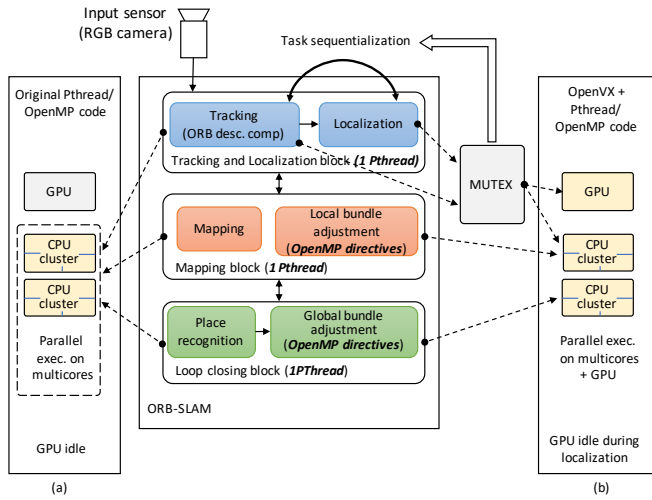 Input sensor
(RGB camera)
Task sequentialization
Original Pthread/
OpenMP code
GPU
CPU
cluster
CPU
cluster
Parallel
exec. on
multicores
GPU idle
(a)
Tracking
(ORB desc. comp)
Localization
Tracking and Localization block (1 Pthread)
Mapping
Local bundle
adjustment
(OpenMP directives)
Mapping block (1 Pthread)
Place
recognition
Global bundle
adjustment
(OpenMP directives)
Loop closing block (1PThread)
ORB-SLAM
MUTEX
OpenVX +
Pthread/
OpenMP code
GPU
CPU
cluster
CPU
cluster
Parallel exec.
on multicores
+ GPU
GPU idle during
localization
(b)